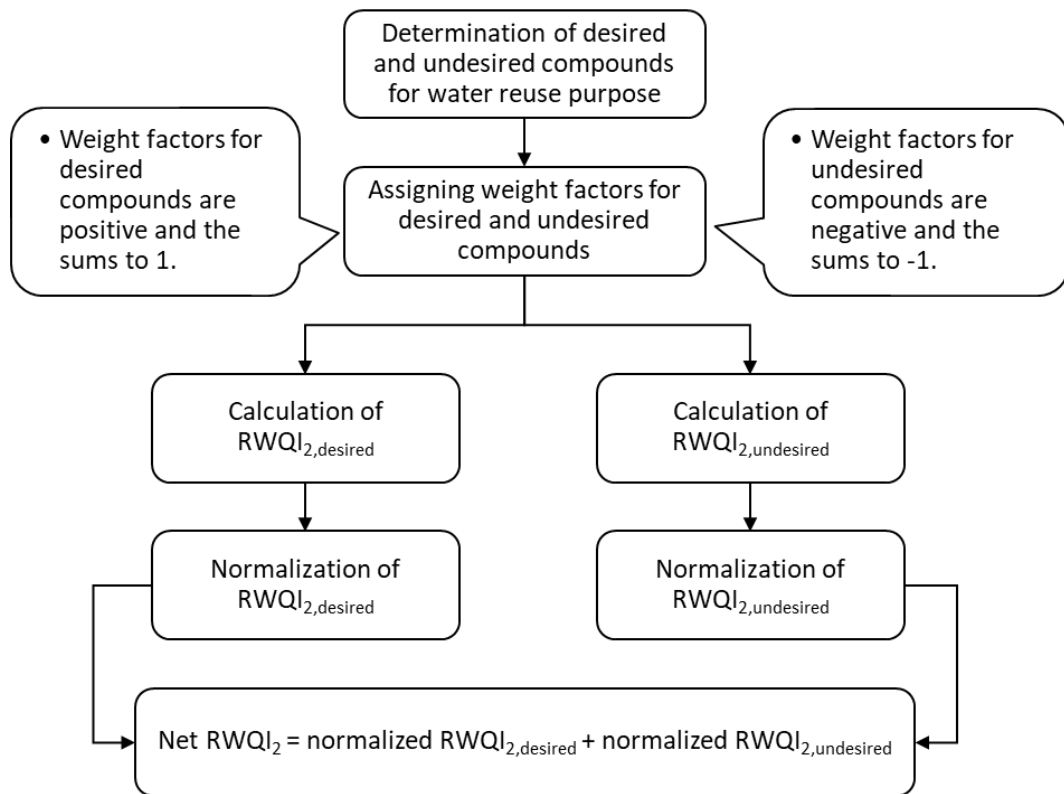 Determination of desired
and undesired compounds
for water reuse purpose
• Weight factors for
desired
compounds are
positive and the
sums to 1.
Assigning weight factors for
desired and undesired
compounds
• Weight factors for
undesired
compounds are
negative and the
sums to -1.
Calculation of
RWQI2,desired
Calculation of
RWQI2,undesired
Normalization of
RWQI2,desired
Normalization of
RWQI2,undesired
Net RWQI2 = normalized RWQI2,desired + normalized RWQI2,undesired